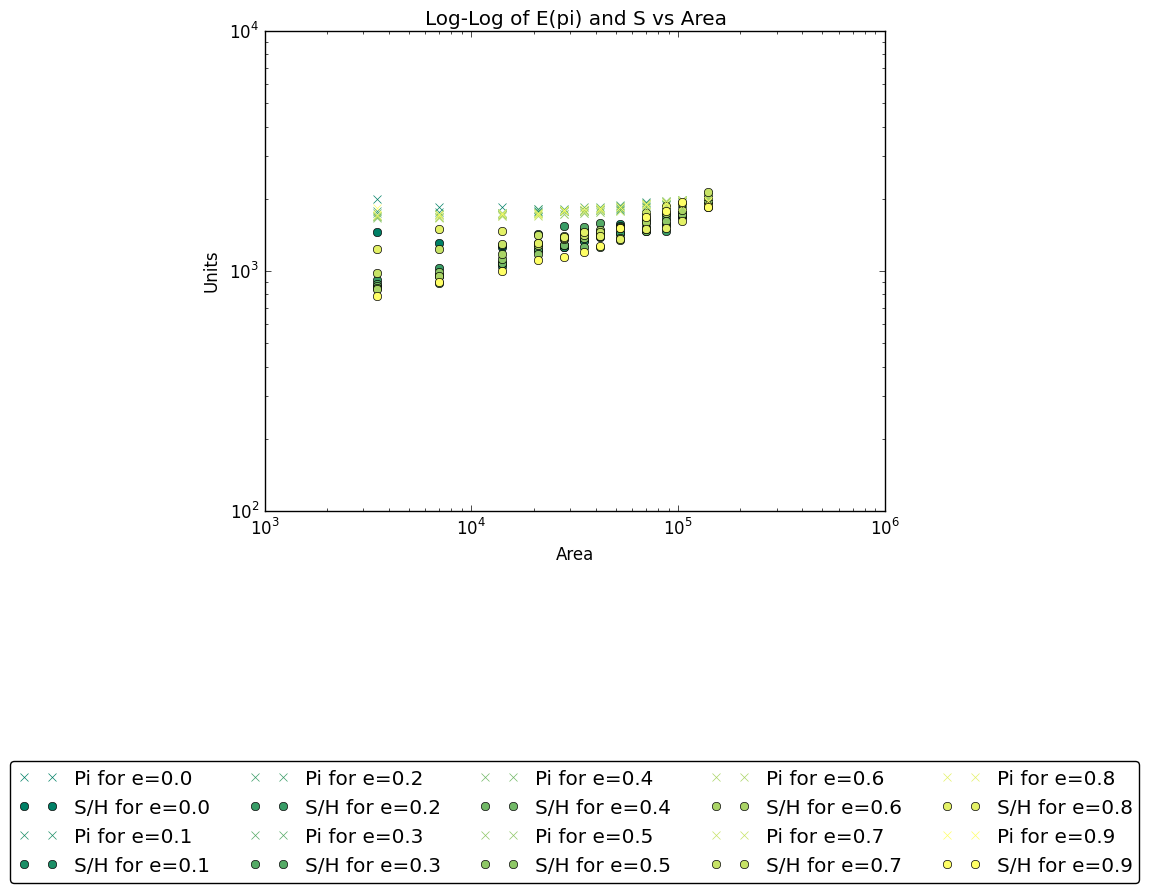 Log-Log of E(pi) and S vs Area
10^4
10^3
10^2
Units
10^3 10^4 10^5 10^6
Area
Pi for e=0.0 Pi for e=0.2 Pi for e=0.4 Pi for e=0.6 Pi for e=0.8
S/H for e=0.0 S/H for e=0.2 S/H for e=0.4 S/H for e=0.6 S/H for e=0.8
Pi for e=0.1 Pi for e=0.3 Pi for e=0.5 Pi for e=0.7 Pi for e=0.9
S/H for e=0.1 S/H for e=0.3 S/H for e=0.5 S/H for e=0.7 S/H for e=0.9